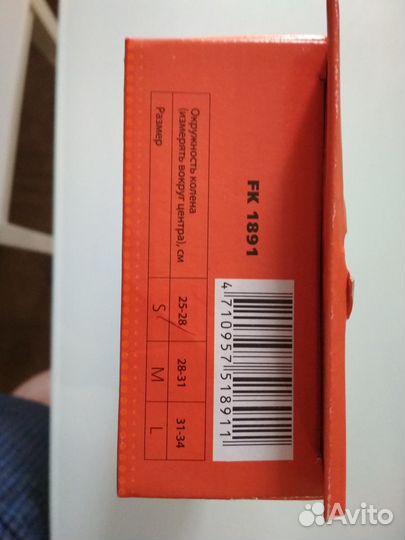 FK 1891
4 710957 518911
Окружность колена
(измерять вокруг центра), см
25-28
28-31
31-34
Размер
S
M
L
Avito